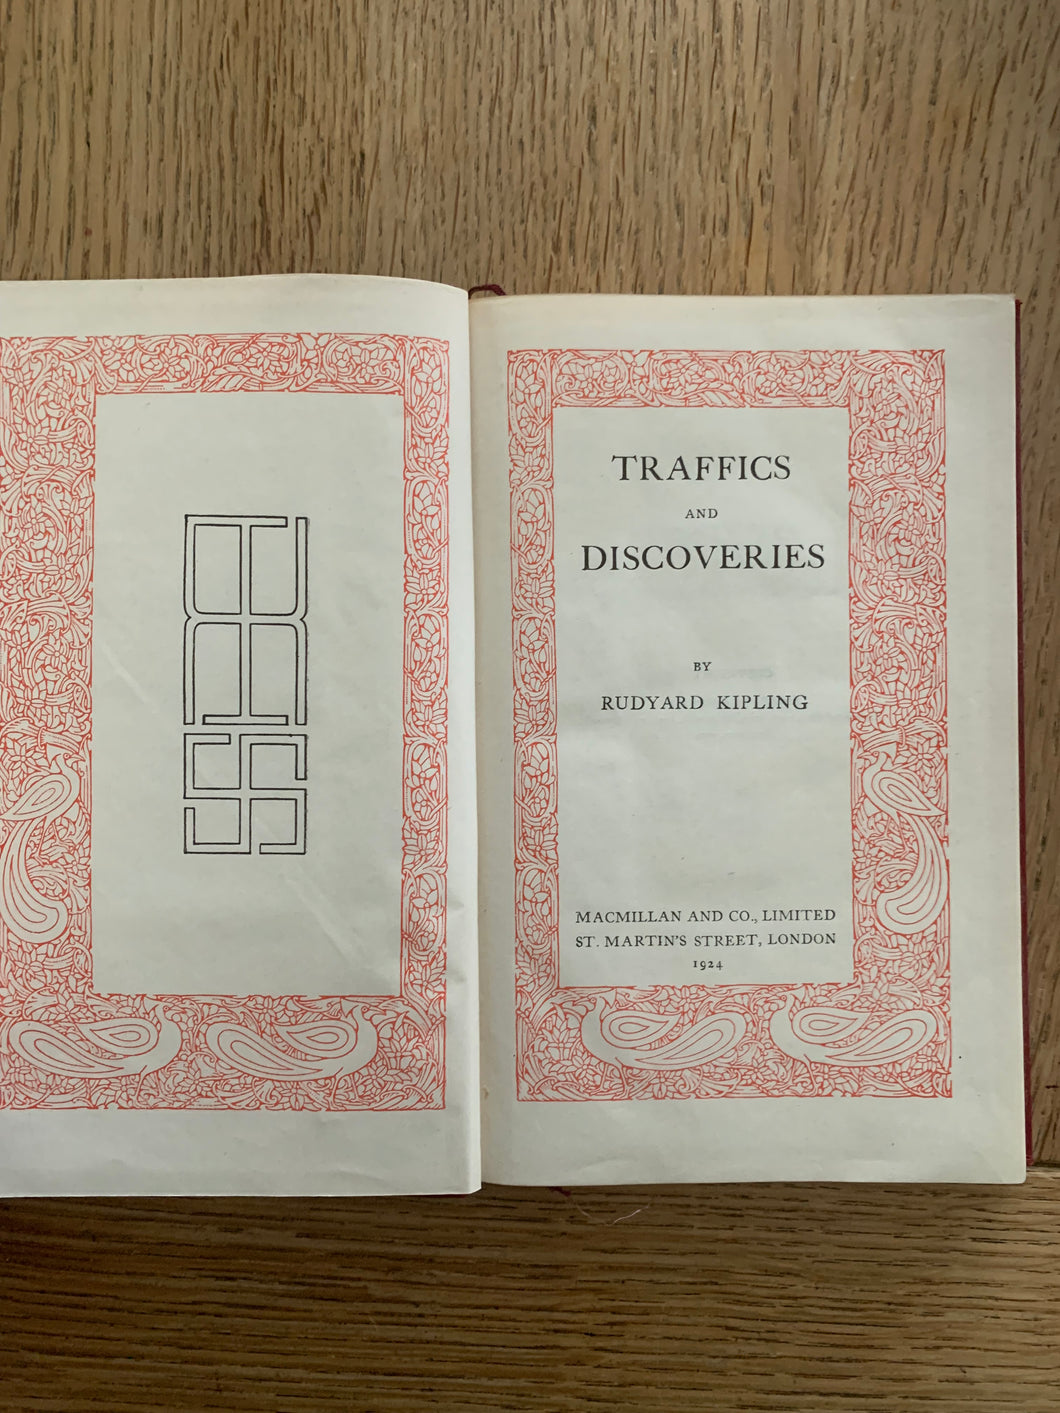 TRAFFICS
AND
DISCOVERIES
BY
RUDYARD KIPLING
MACMILLAN AND CO., LIMITED
ST. MARTIN'S STREET, LONDON
1924